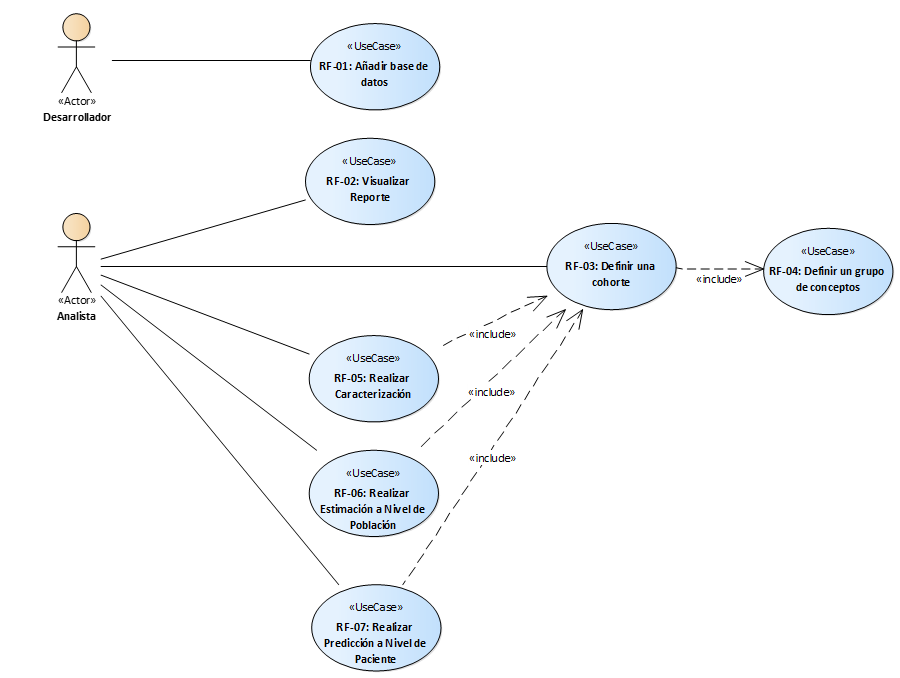 «UseCase»
RF-01: Añadir base de
datos
«Actor»
Desarrollador
«UseCase»
RF-02: Visualizar
Reporte
«UseCase»
RF-03: Definir una
cohorte
«UseCase»
RF-04: Definir un grupo
de conceptos
«include»
«Actor»
Analista
«include»
«UseCase»
RF-05: Realizar
Caracterización
«include»
«include»
«UseCase»
RF-06: Realizar
Estimación a Nivel de
Población
«UseCase»
RF-07: Realizar
Predicción a Nivel de
Paciente